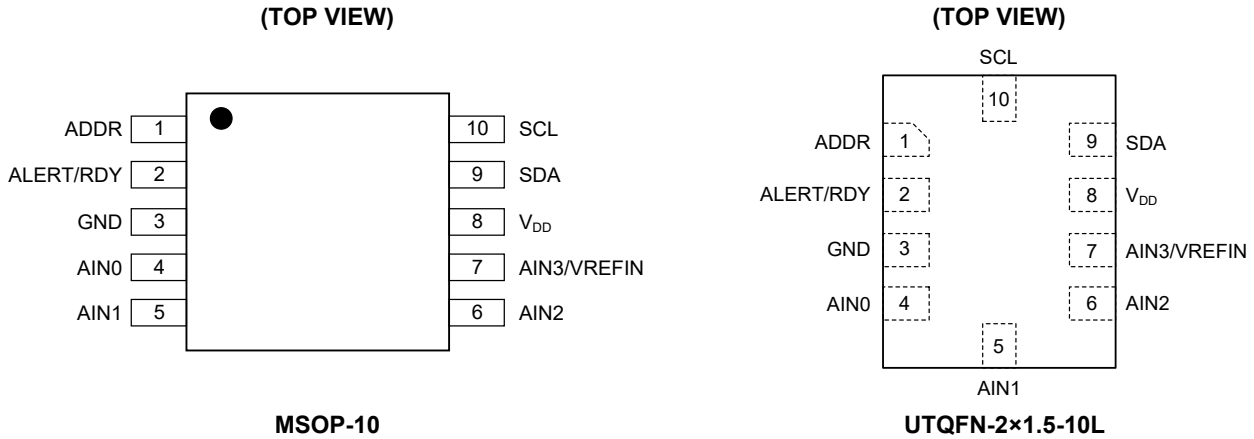 (TOP VIEW)
ADDR 1 10 SCL
ALERT/RDY 2 9 SDA
GND 3 8 VDD
AIN0 4 7 AIN3/VREFIN
AIN1 5 6 AIN2
MSOP-10
(TOP VIEW)
SCL
10
ADDR 1 9 SDA
ALERT/RDY 2 8 VDD
GND 3 7 AIN3/VREFIN
AIN0 4 6 AIN2
5
AIN1
UTQFN-2×1.5-10L